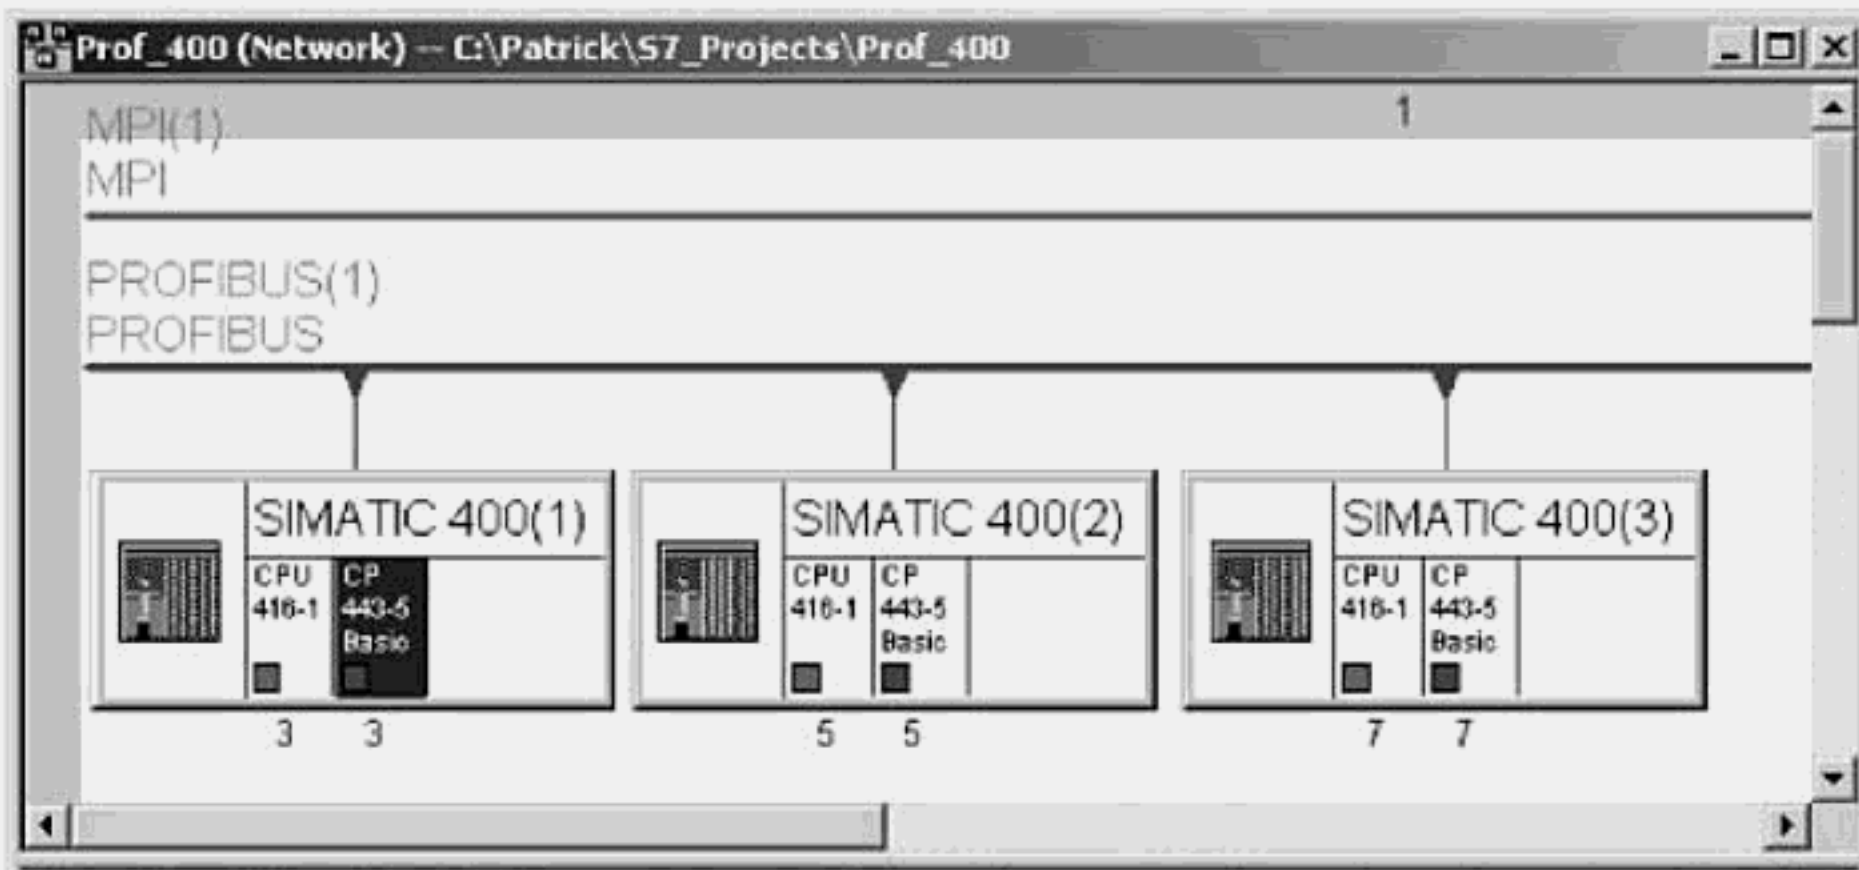 Prof_400 (Network) -- C:\Patrick\S7_Projects\Prof_400
1
MPI(1)
MPI
PROFIBUS(1)
PROFIBUS
SIMATIC 400(1)
CPU
416-1
CP
443-5
Basic
3 3
SIMATIC 400(2)
CPU
416-1
CP
443-5
Basic
5 5
SIMATIC 400(3)
CPU
416-1
CP
443-5
Basic
7 7